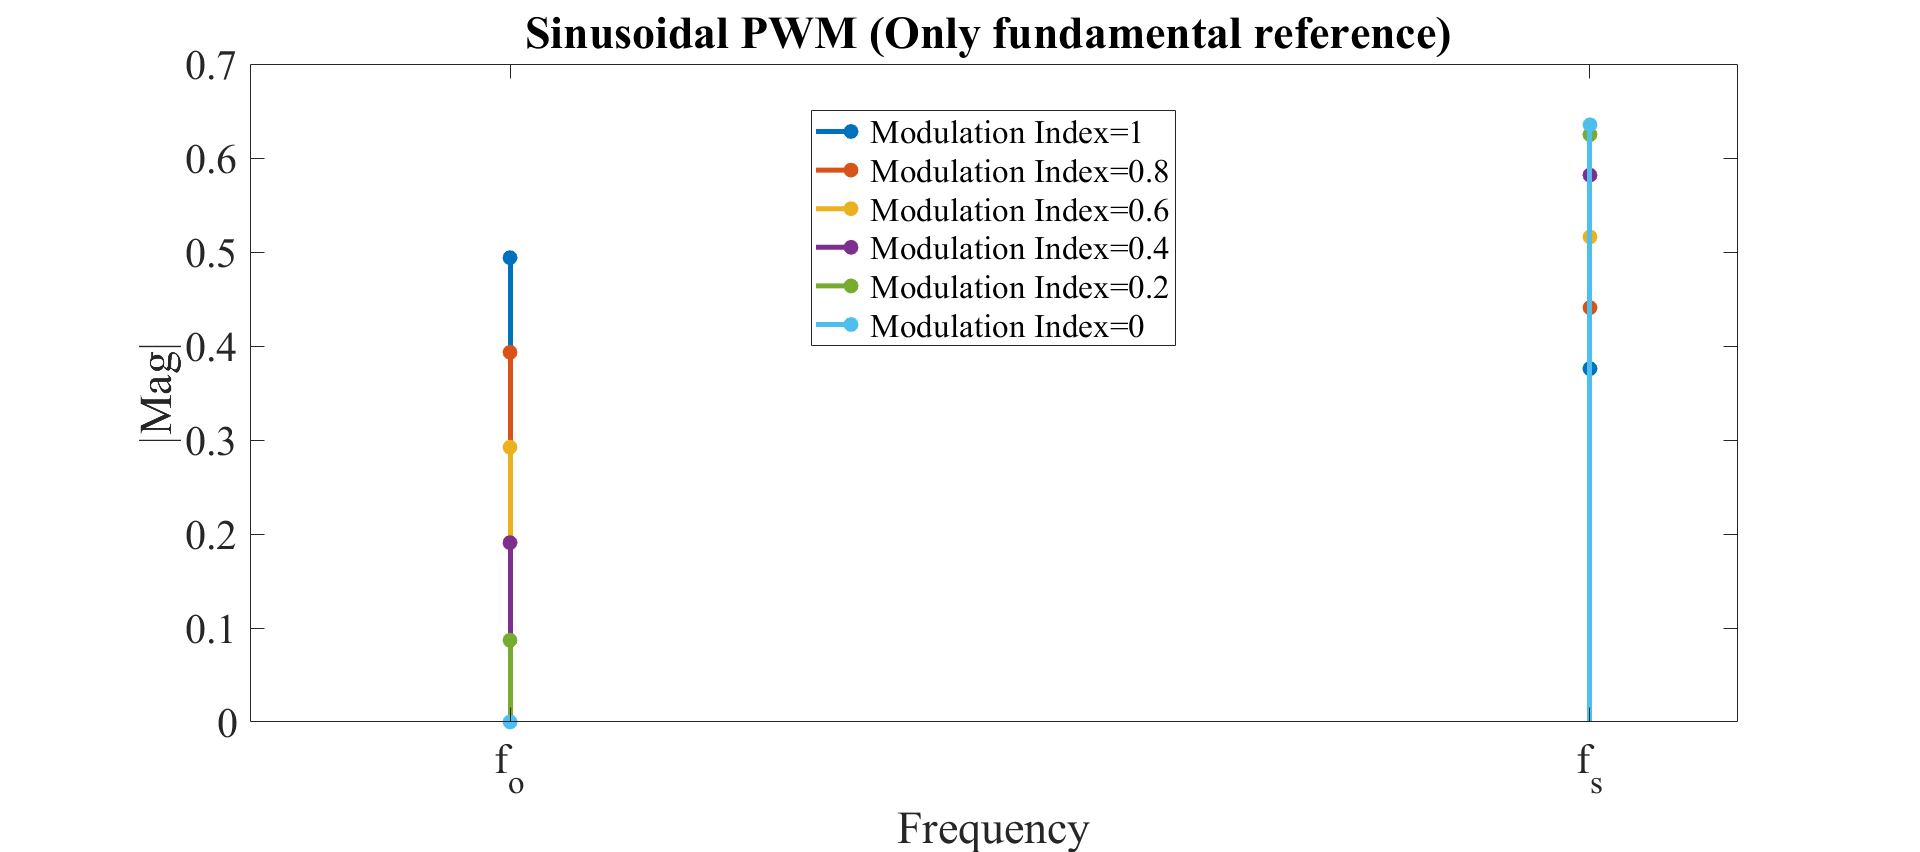 Sinusoidal PWM (Only fundamental reference)
0.7
0.6
0.5
0.4
0.3
0.2
0.1
0
|Mag|
Modulation Index=1
Modulation Index=0.8
Modulation Index=0.6
Modulation Index=0.4
Modulation Index=0.2
Modulation Index=0
fo
fs
Frequency